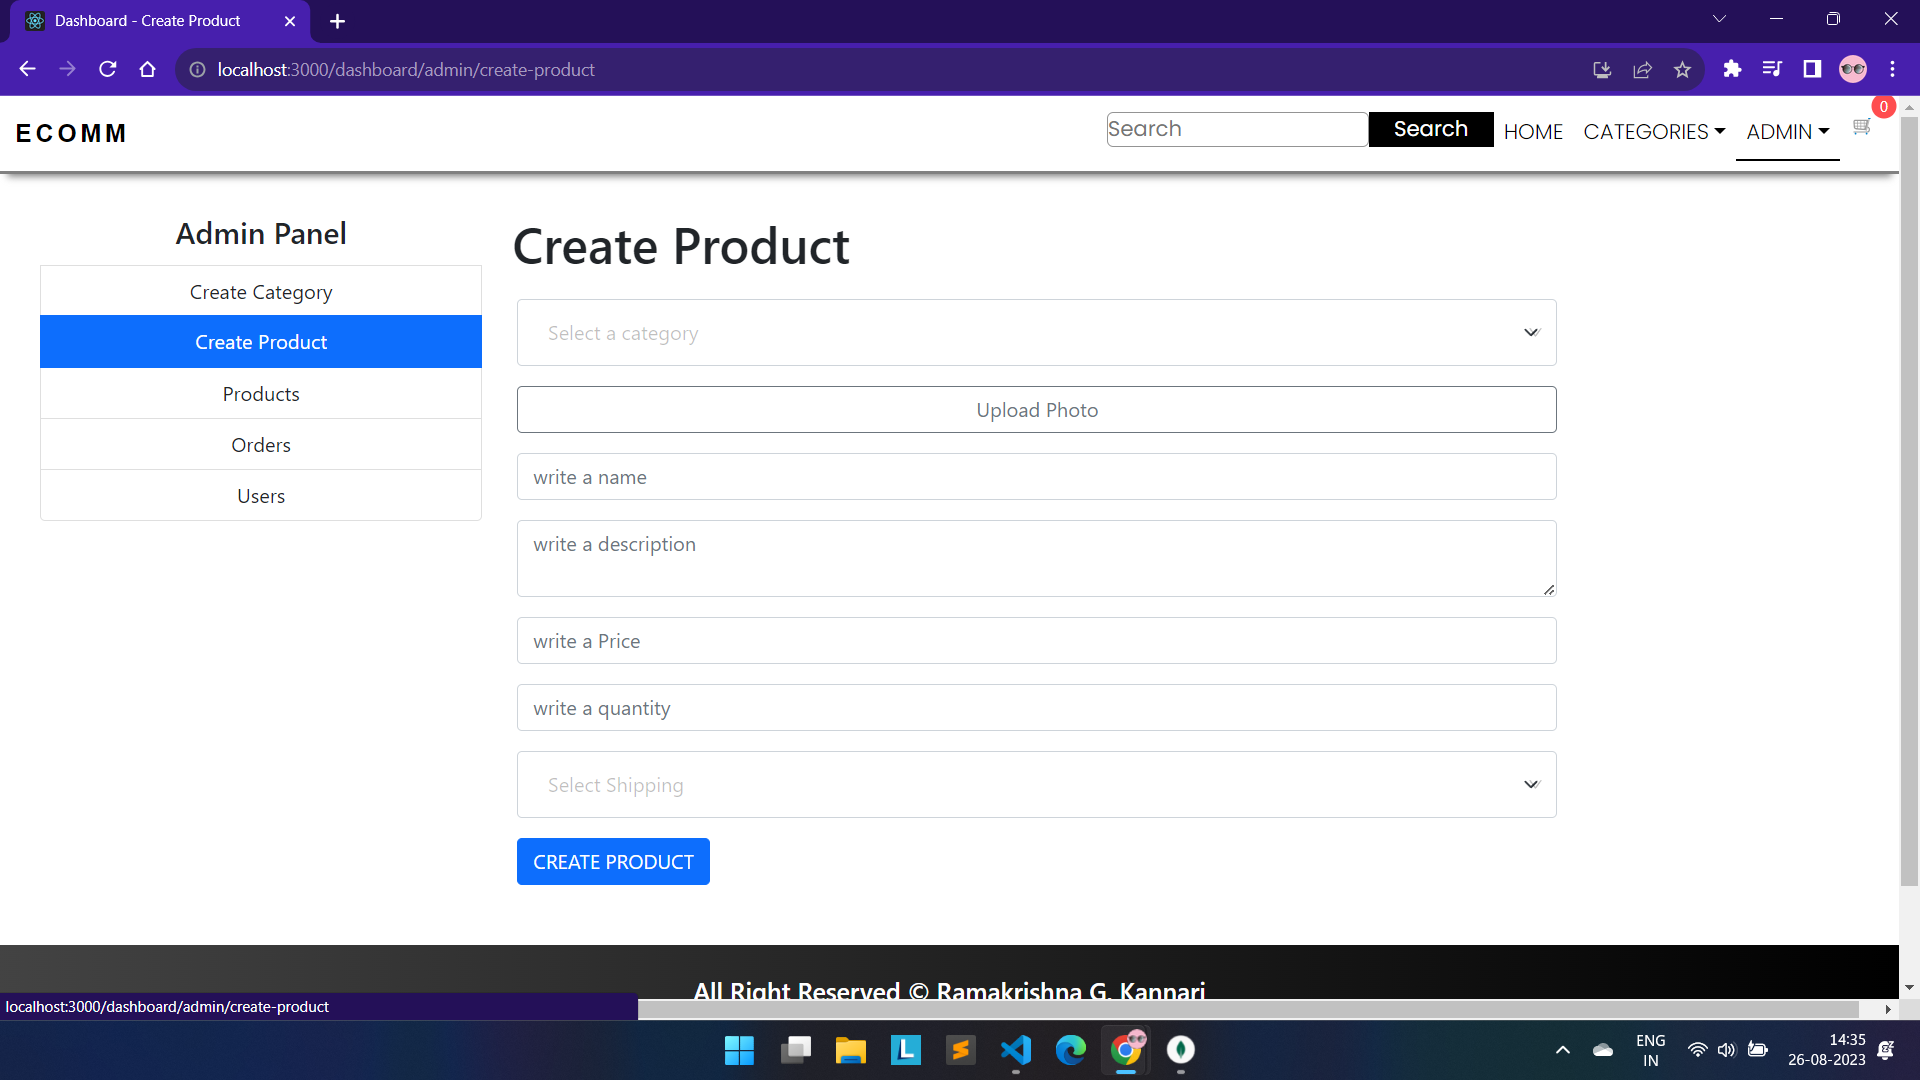 Dashboard - Create Product
localhost:3000/dashboard/admin/create-product
ECOMM
Search
Search
HOME
CATEGORIES
ADMIN
0
Admin Panel
Create Category
Create Product
Products
Orders
Users
Create Product
Select a category
Upload Photo
write a name
write a description
write a Price
write a quantity
Select Shipping
CREATE PRODUCT
All Right Reserved © Ramakrishna G. Kannari
localhost:3000/dashboard/admin/create-product
L
ENG
IN
14:35
26-08-2023